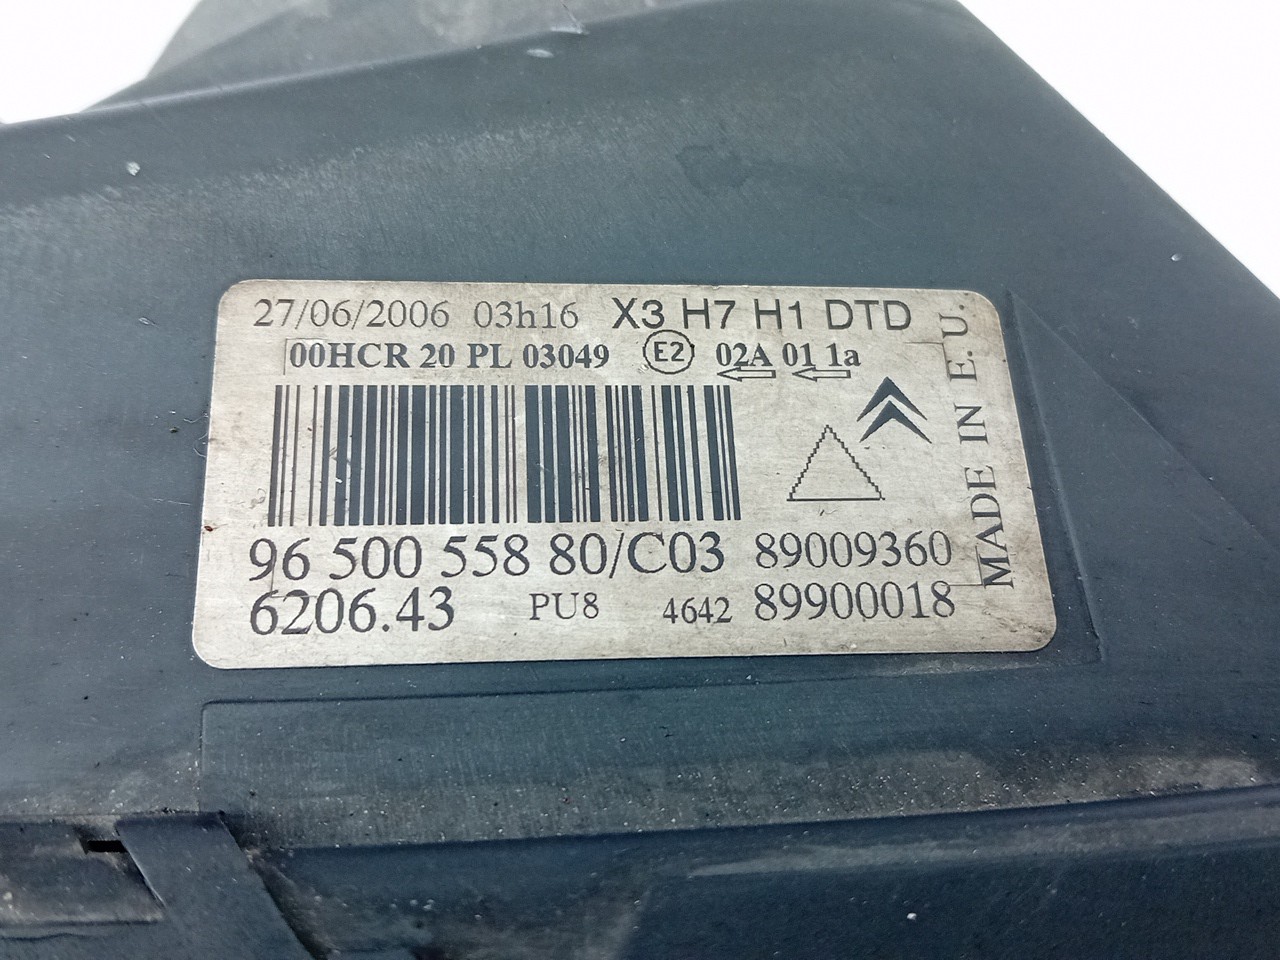 27/06/2006 03h16 X3 H7 H1 DTD
00HCR 20 PL 03049 E2 02A 01 1a
96 500 558 80/C03 89009360
6206.43 PU8 4642 89900018
MADE IN E.U.